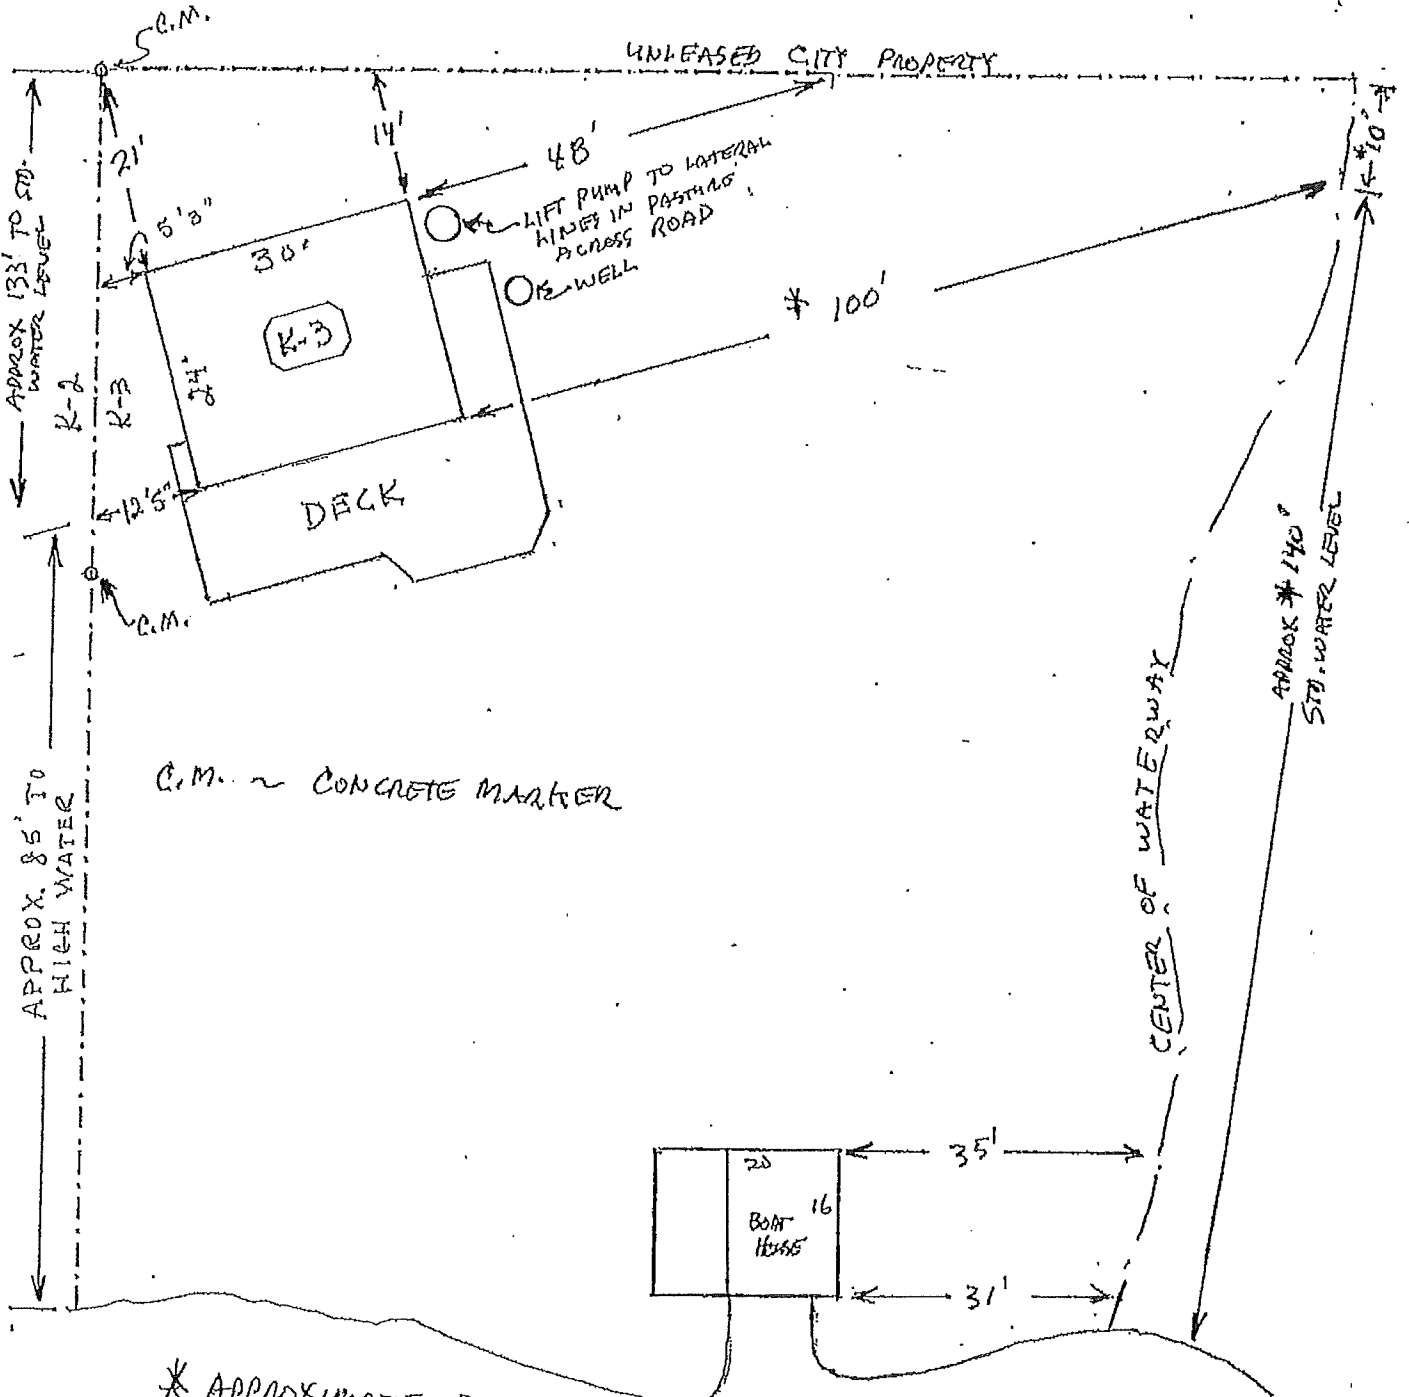 C.M.
UNLEASED CITY PROPERTY
21'
14'
48'
* 10'
5'3"
30'
LIFT PUMP TO LATERAL
LINES IN PASTURE
ACROSS ROAD
WELL
APPROX 133' TO STD.
WATER LEVEL
K-2
K-3
K-3
24'
* 100'
12'5"
DECK
C.M.
APPROX * 140'
STD. WATER LEVEL
C.M. ~ CONCRETE MARKER
CENTER OF WATERWAY
APPROX. 85' TO
HIGH WATER
20
16
BOAT
HOUSE
35'
31'
* APPROXIMATE